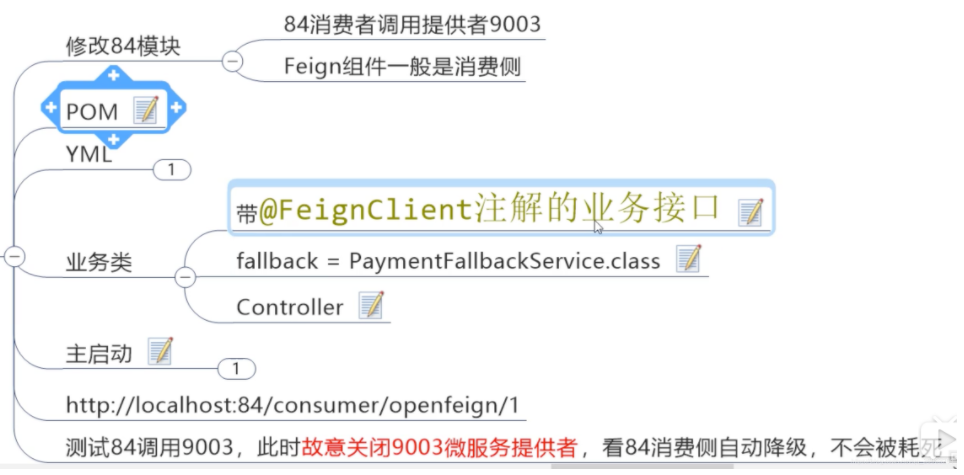 84消费者调用提供者9003
修改84模块
Feign组件一般是消费侧
POM
YML
1
带@FeignClient注解的业务接口
业务类
fallback = PaymentFallbackService.class
Controller
主启动
1
http://localhost:84/consumer/openfeign/1
测试84调用9003，此时故意关闭9003微服务提供者，看84消费侧自动降级，不会被耗死